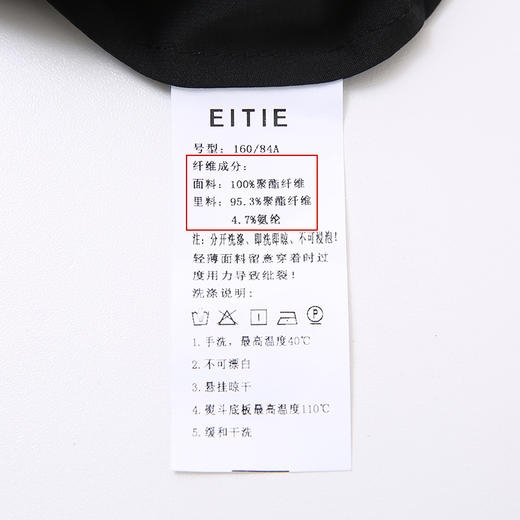 EITIE
号型: 160/84A
纤维成分:
面料: 100%聚酯纤维
里料: 95.3%聚酯纤维
4.7%氨纶
注: 分开洗涤、即洗即晾、不可浸泡!
轻薄面料留意穿着时过
度用力导致纰裂!
洗涤说明:
P
1.手洗,最高温度40℃
2.不可漂白
3.悬挂晾干
4.熨斗底板最高温度110℃
5.缓和干洗